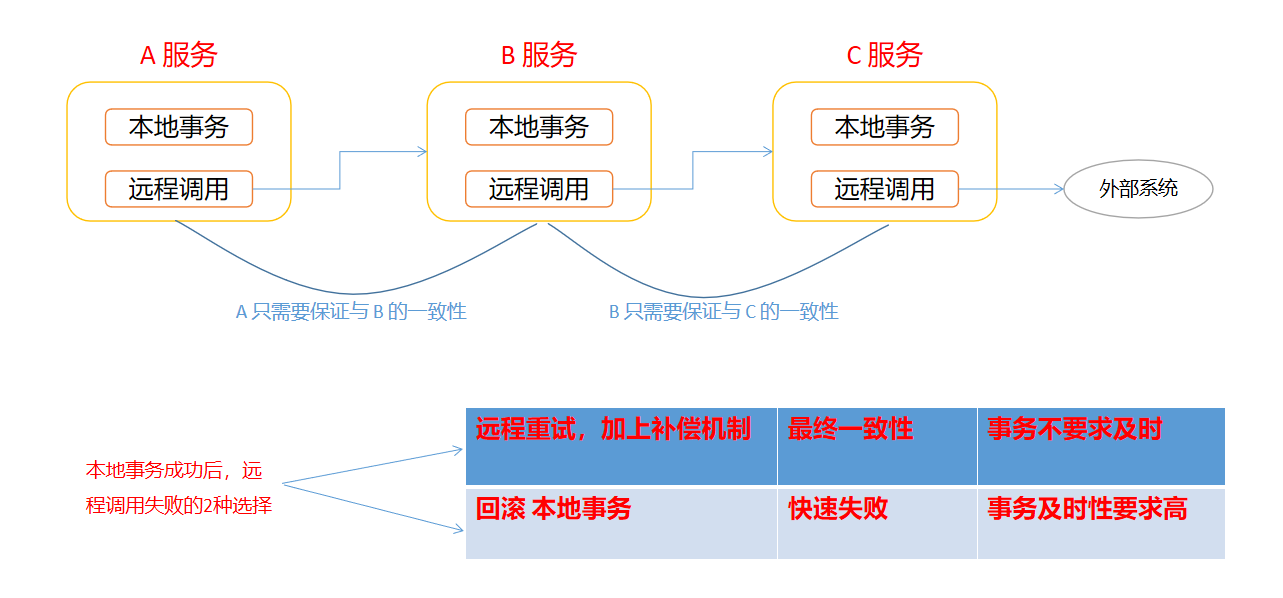 A 服务
B 服务
C 服务
本地事务
本地事务
本地事务
远程调用
远程调用
远程调用
外部系统
A 只需要保证与 B 的一致性
B 只需要保证与 C 的一致性
本地事务成功后，远
程调用失败的2种选择
远程重试，加上补偿机制
最终一致性
事务不要求及时
回滚 本地事务
快速失败
事务及时性要求高